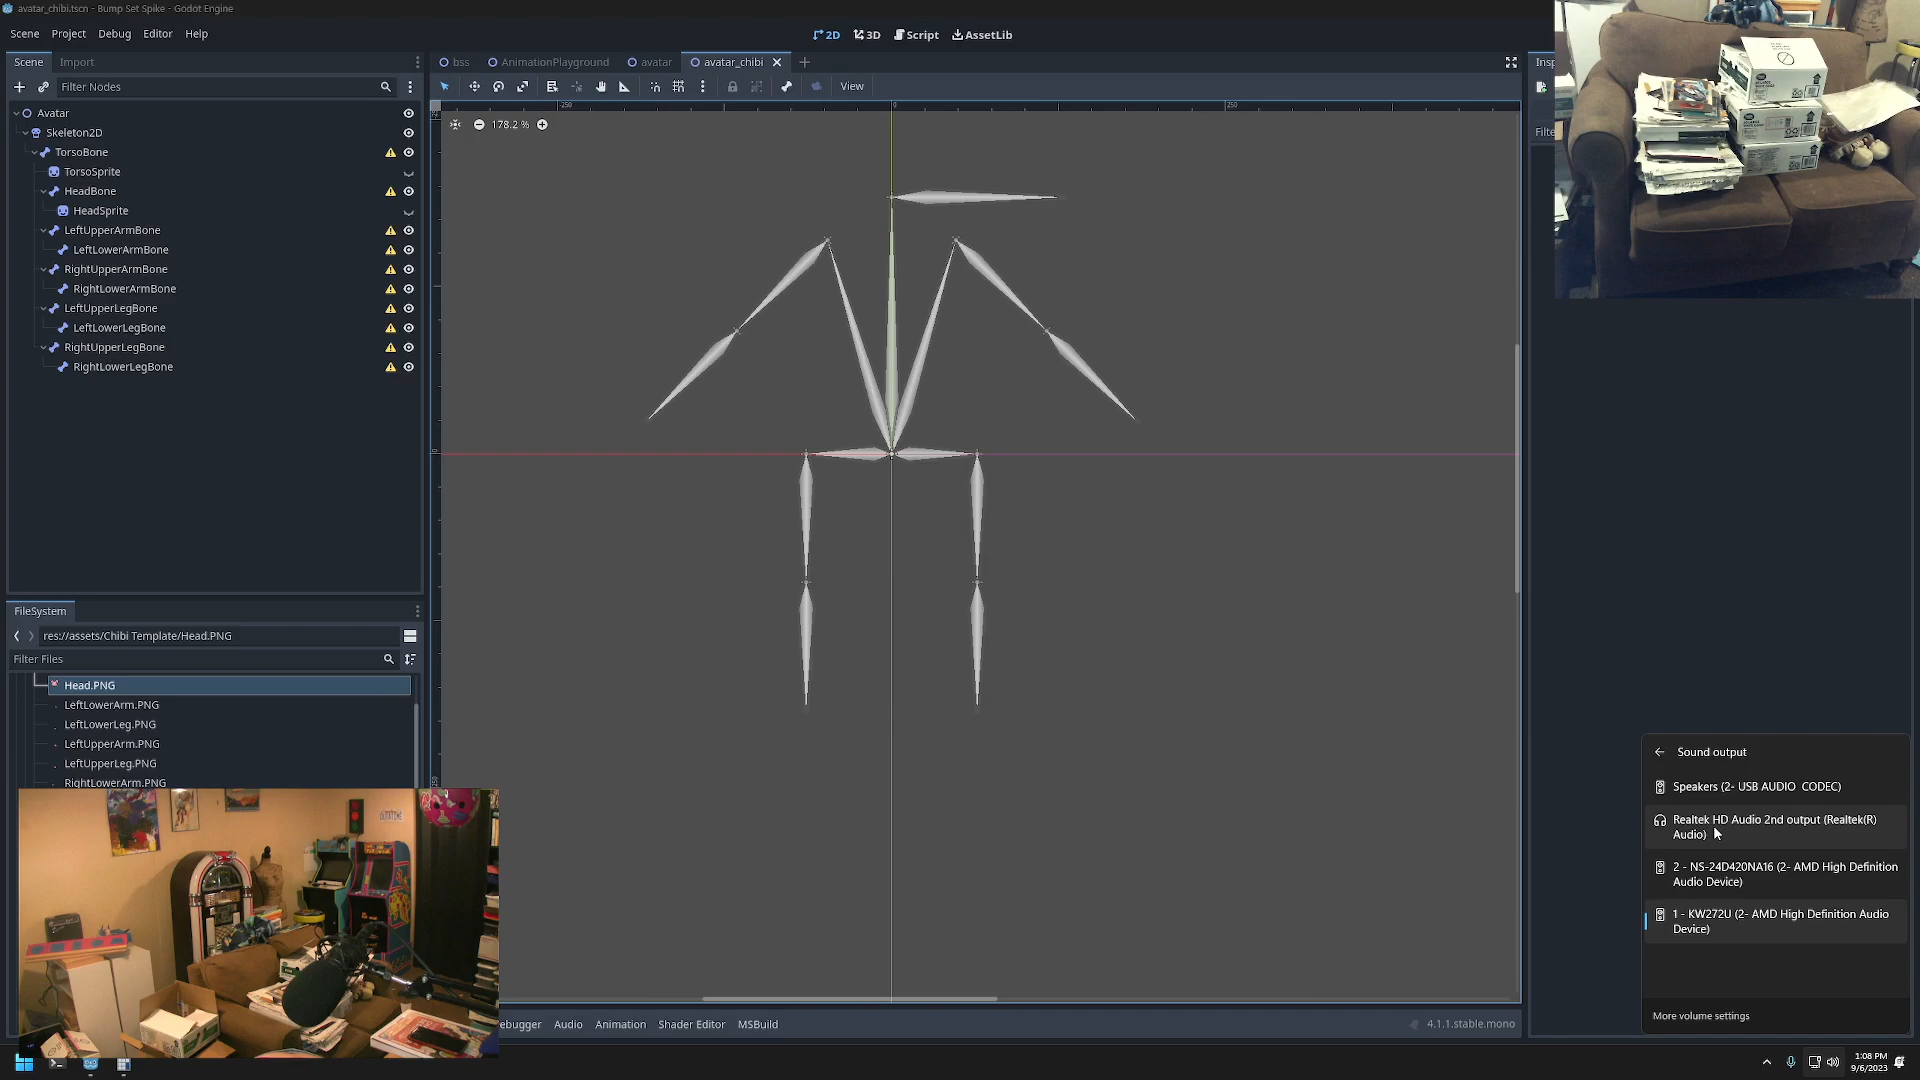 avatar_chibi.tscn - Bump Set Spike - Godot Engine
Scene Project Debug Editor Help
2D 3D Script AssetLib
Scene Import
bss AnimationPlayground avatar avatar_chibi
Insp
Filter Nodes
View
Filte
-250 0 250
178.2 %
Avatar
Skeleton2D
TorsoBone
TorsoSprite
HeadBone
HeadSprite
LeftUpperArmBone
LeftLowerArmBone
RightUpperArmBone
RightLowerArmBone
LeftUpperLegBone
LeftLowerLegBone
RightUpperLegBone
RightLowerLegBone
FileSystem
res://assets/Chibi Template/Head.PNG
Filter Files
Head.PNG
LeftLowerArm.PNG
LeftLowerLeg.PNG
LeftUpperArm.PNG
LeftUpperLeg.PNG
RightLowerArm.PNG
Sound output
Speakers (2- USB AUDIO CODEC)
Realtek HD Audio 2nd output (Realtek(R)
Audio)
2 - NS-24D420NA16 (2- AMD High Definition
Audio Device)
1 - KW272U (2- AMD High Definition Audio
Device)
More volume settings
ebugger Audio Animation Shader Editor MSBuild
4.1.1.stable.mono
1:08 PM
9/6/2023